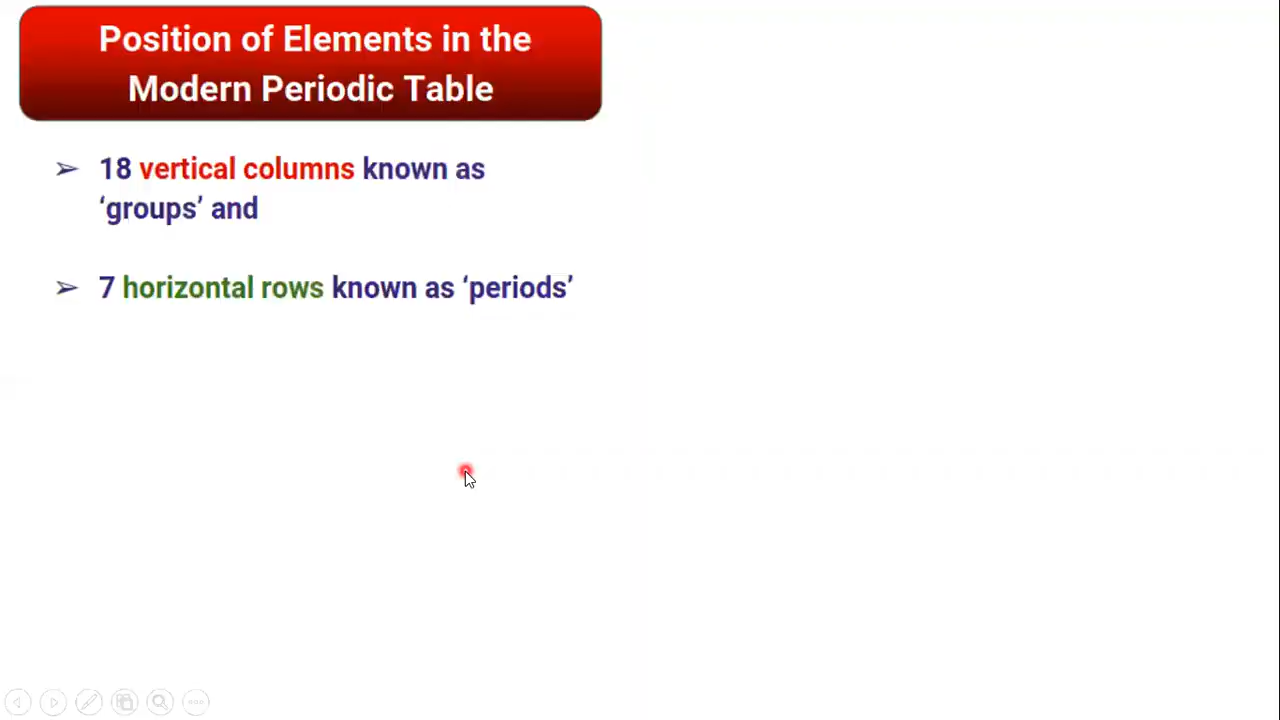 Position of Elements in the
Modern Periodic Table
➢ 18 vertical columns known as
‘groups’ and
➢ 7 horizontal rows known as ‘periods’